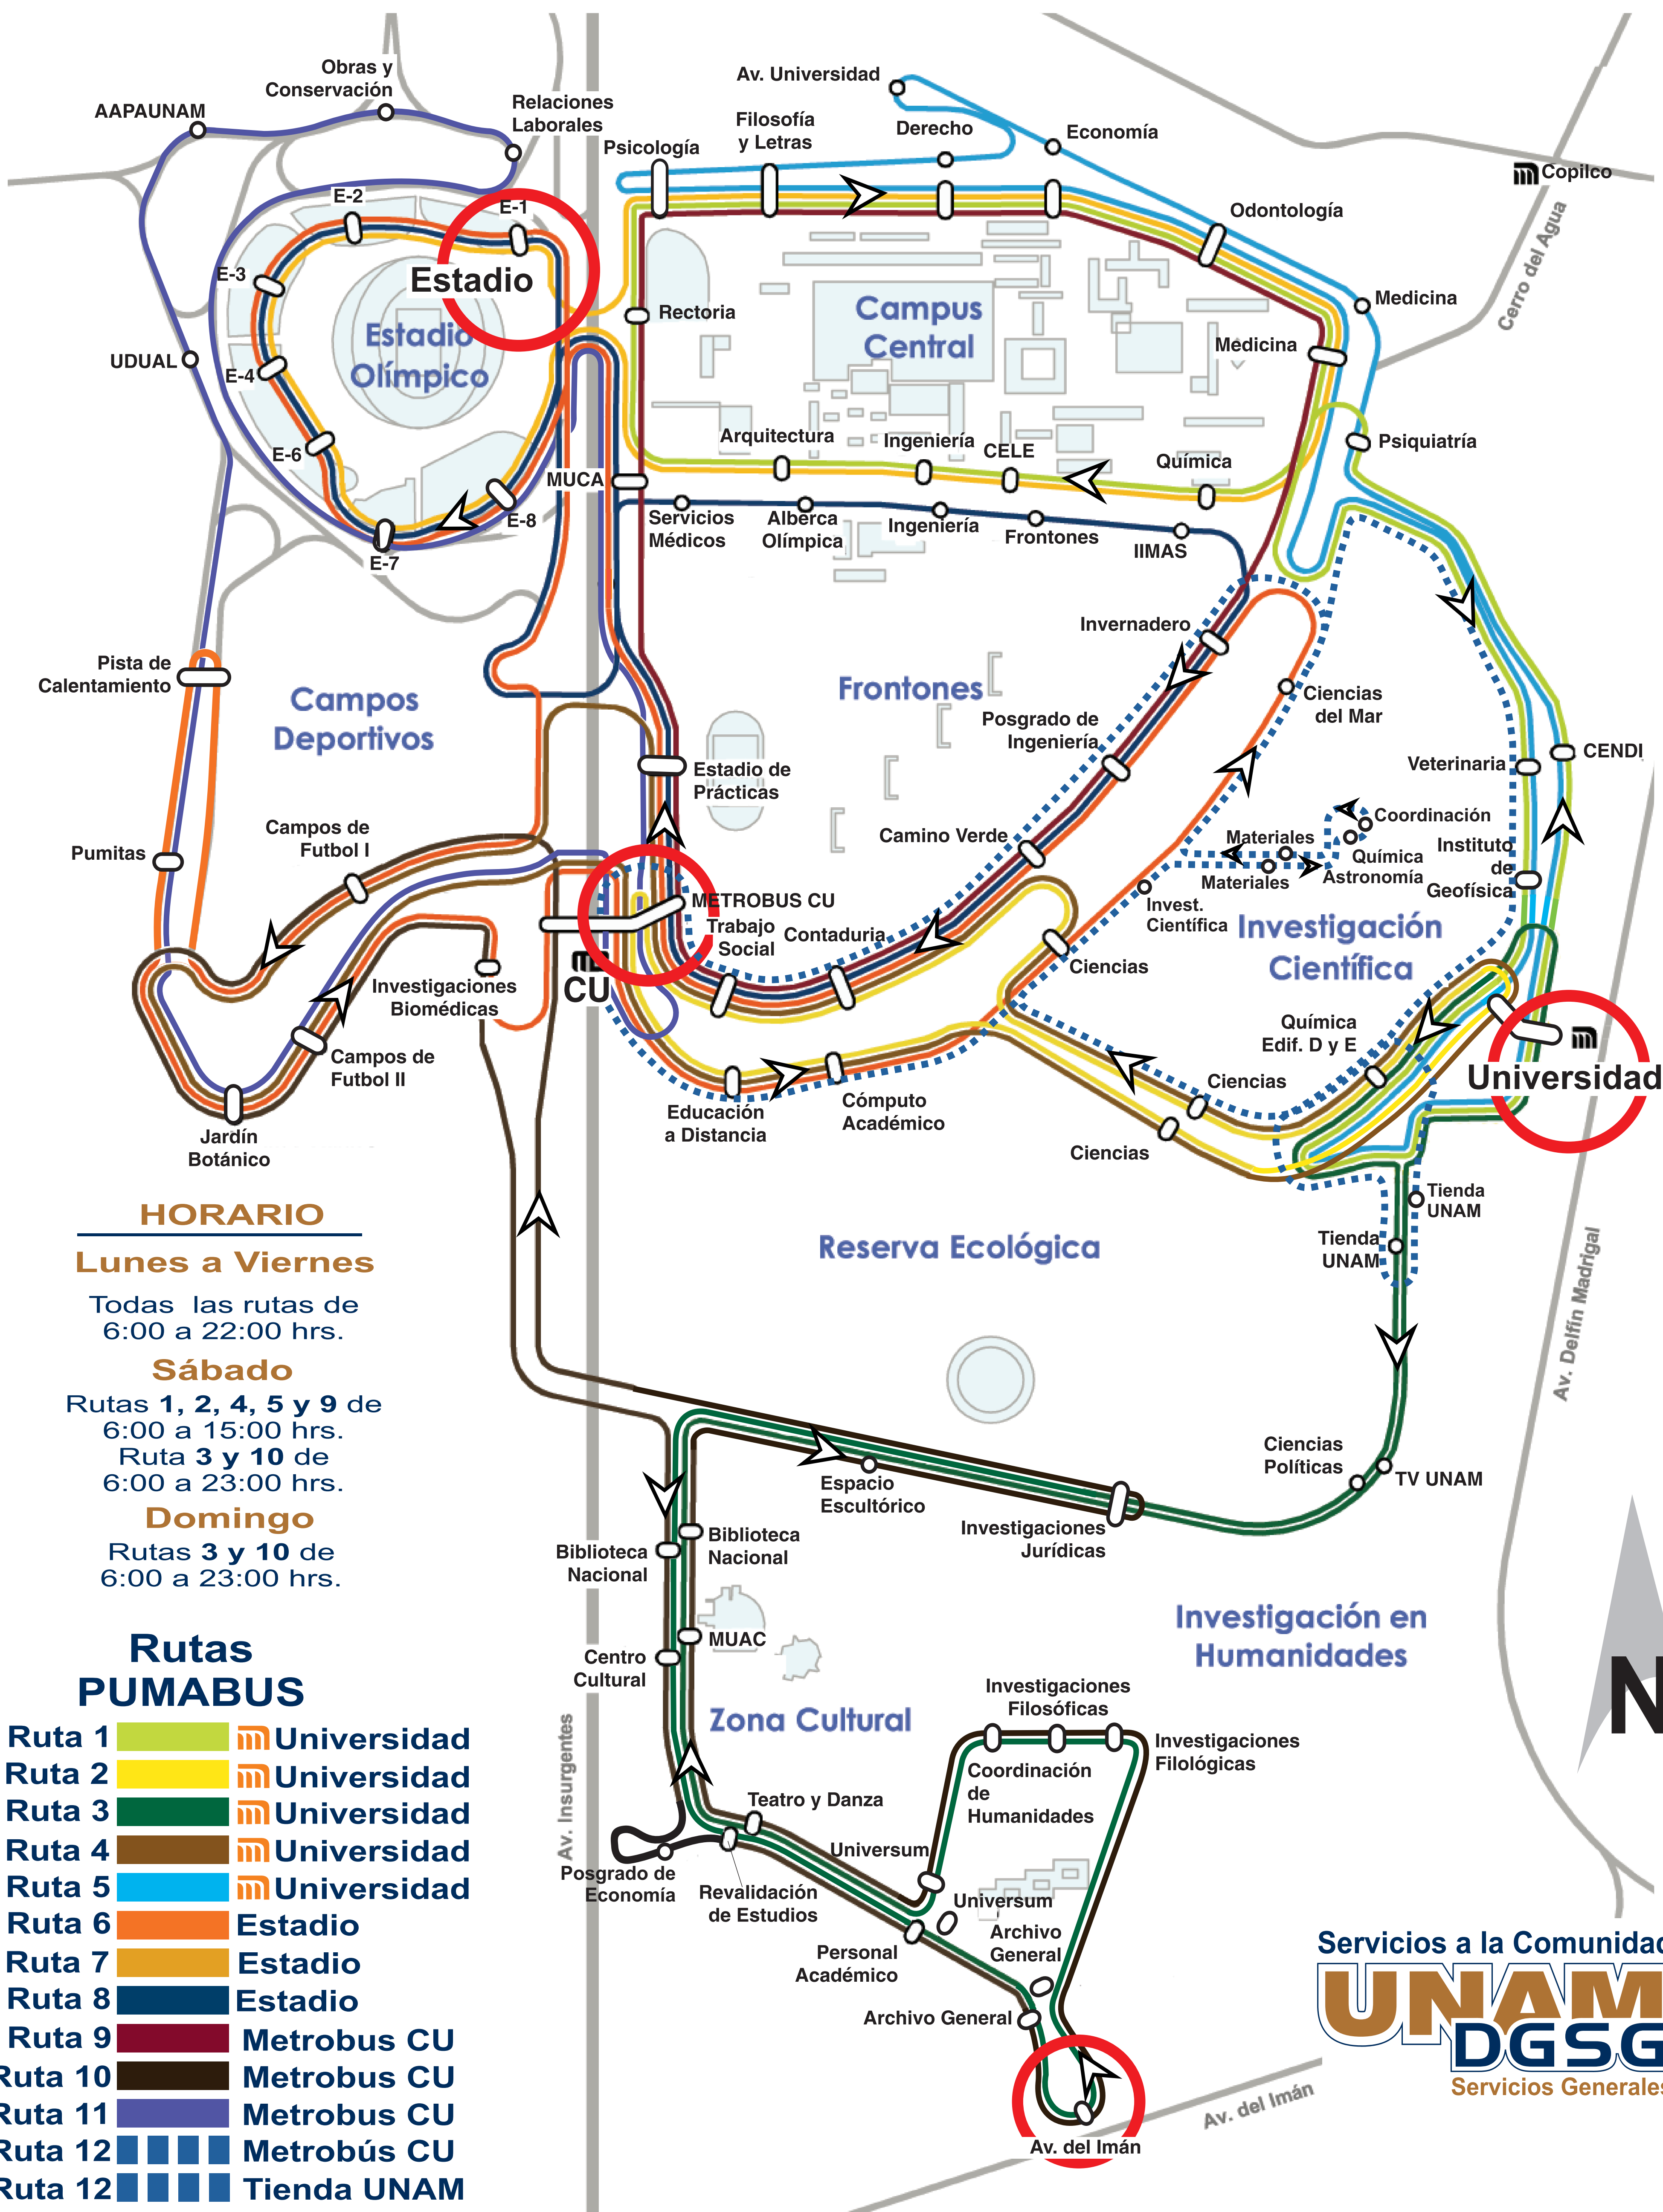 Obras y
Conservación
AAPAUNAM
Relaciones
Laborales
Av. Universidad
Filosofía
y Letras
Derecho
Economía
Psicología
Copilco
Cerro del Agua
E-2
E-1
Odontología
E-3
Estadio
Rectoria
Campus
Central
Medicina
Estadio
Olímpico
Medicina
UDUAL
E-4
Arquitectura
Ingeniería
CELE
Química
Psiquiatría
E-6
MUCA
E-8
E-7
Servicios
Médicos
Alberca
Olímpica
Ingeniería
Frontones
IIMAS
Invernadero
Pista de
Calentamiento
Campos
Deportivos
Frontones
Ciencias
del Mar
Posgrado de
Ingeniería
Veterinaria
CENDI
Estadio de
Prácticas
Campos de
Futbol I
Pumitas
Camino Verde
Materiales
Coordinación
Materiales
Química
Astronomía
Instituto
de
Geofísica
METROBUS CU
Trabajo
Social
Contaduria
Invest.
Científica
Investigación
Científica
CU
Investigaciones
Biomédicas
Ciencias
Química
Edif. D y E
Universidad
Campos de
Futbol II
Ciencias
Educación
a Distancia
Cómputo
Académico
Ciencias
Jardín
Botánico
Tienda
UNAM
Tienda
UNAM
Reserva Ecológica
Av. Delfín Madrigal
HORARIO
Lunes a Viernes
Todas las rutas de
6:00 a 22:00 hrs.
Sábado
Rutas 1, 2, 4, 5 y 9 de
6:00 a 15:00 hrs.
Ruta 3 y 10 de
6:00 a 23:00 hrs.
Domingo
Rutas 3 y 10 de
6:00 a 23:00 hrs.
Ciencias
Políticas
TV UNAM
Espacio
Escultórico
Investigaciones
Jurídicas
Biblioteca
Nacional
Biblioteca
Nacional
MUAC
Centro
Cultural
Investigación en
Humanidades
N
Zona Cultural
Av. Insurgentes
Investigaciones
Filosóficas
Investigaciones
Filológicas
Coordinación
de
Humanidades
Teatro y Danza
Universum
Posgrado de
Economía
Revalidación
de Estudios
Universum
Archivo
General
Personal
Académico
Archivo General
Av. del Imán
Av. del Imán
Rutas
PUMABUS
Ruta 1 Universidad
Ruta 2 Universidad
Ruta 3 Universidad
Ruta 4 Universidad
Ruta 5 Universidad
Ruta 6 Estadio
Ruta 7 Estadio
Ruta 8 Estadio
Ruta 9 Metrobus CU
Ruta 10 Metrobus CU
Ruta 11 Metrobus CU
Ruta 12 Metrobús CU
Ruta 12 Tienda UNAM
Servicios a la Comunidad
UNAM
DGSG
Servicios Generales